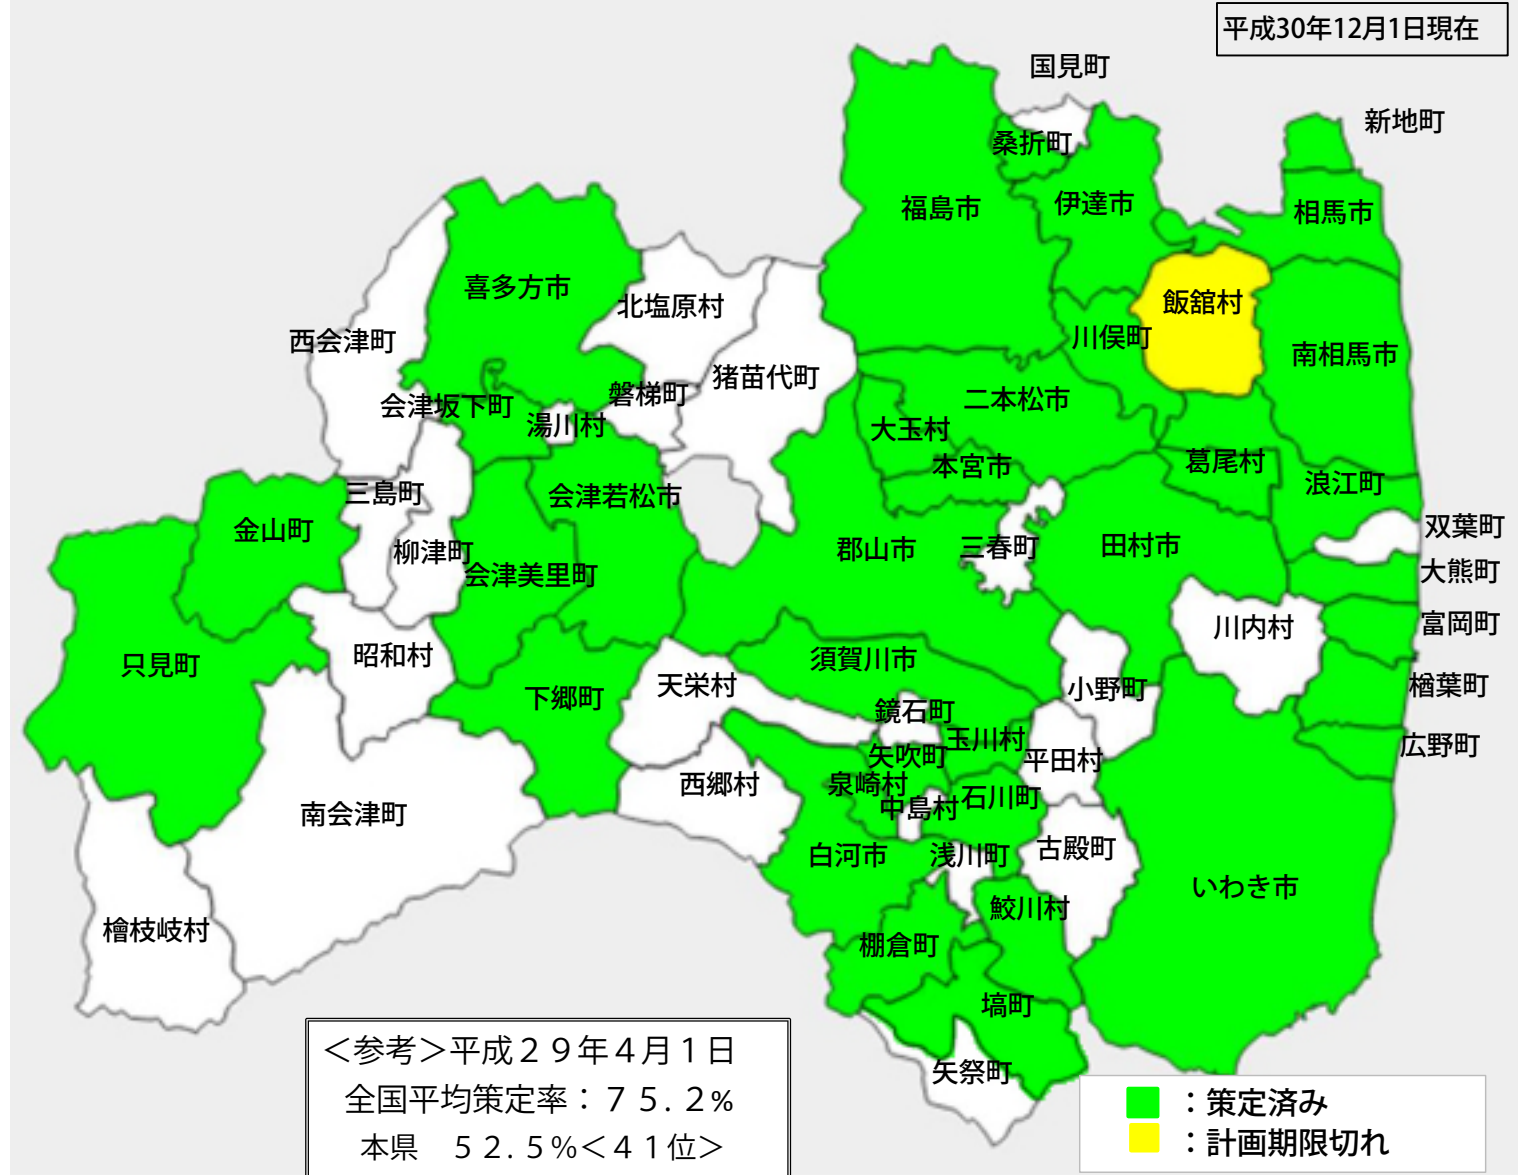 平成30年12月1日現在
国見町
新地町
桑折町
福島市
伊達市
相馬市
喜多方市
北塩原村
飯舘村
西会津町
川俣町
南相馬市
猪苗代町
磐梯町
二本松市
会津坂下町
湯川村
大玉村
本宮市
葛尾村
浪江町
三島町
会津若松市
金山町
双葉町
柳津町
郡山市
三春町
田村市
大熊町
会津美里町
川内村
富岡町
昭和村
須賀川市
只見町
下郷町
天栄村
小野町
楢葉町
鏡石町
玉川村
広野町
矢吹町
平田村
西郷村
泉崎村
石川町
中島村
南会津町
白河市
浅川町
古殿町
いわき市
鮫川村
檜枝岐村
棚倉町
塙町
矢祭町
＜参考＞平成２９年４月１日
全国平均策定率：７５.２%
本県　５２.５%＜４１位＞
：策定済み
：計画期限切れ